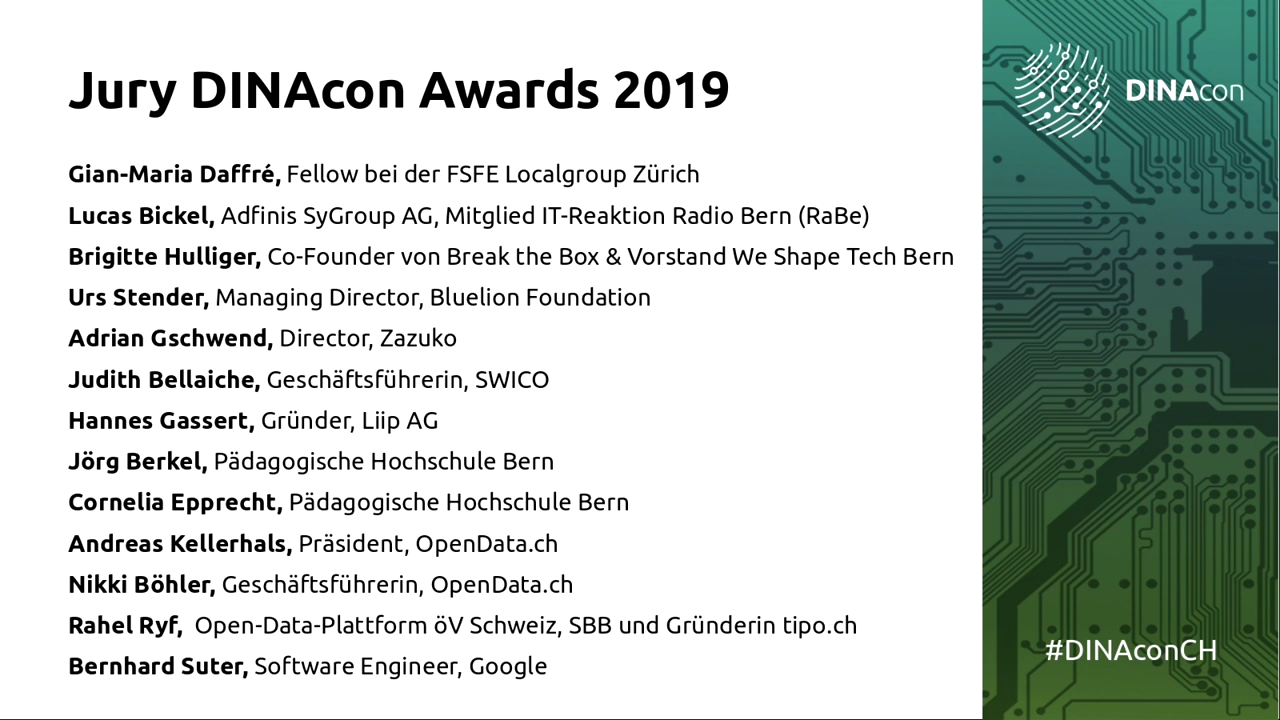 Jury DINAcon Awards 2019
DINAcon
Gian-Maria Daffré, Fellow bei der FSFE Localgroup Zürich
Lucas Bickel, Adfinis SyGroup AG, Mitglied IT-Reaktion Radio Bern (RaBe)
Brigitte Hulliger, Co-Founder von Break the Box & Vorstand We Shape Tech Bern
Urs Stender, Managing Director, Bluelion Foundation
Adrian Gschwend, Director, Zazuko
Judith Bellaiche, Geschäftsführerin, SWICO
Hannes Gassert, Gründer, Liip AG
Jörg Berkel, Pädagogische Hochschule Bern
Cornelia Epprecht, Pädagogische Hochschule Bern
Andreas Kellerhals, Präsident, OpenData.ch
Nikki Böhler, Geschäftsführerin, OpenData.ch
Rahel Ryf, Open-Data-Plattform öV Schweiz, SBB und Gründerin tipo.ch
Bernhard Suter, Software Engineer, Google
#DINAconCH